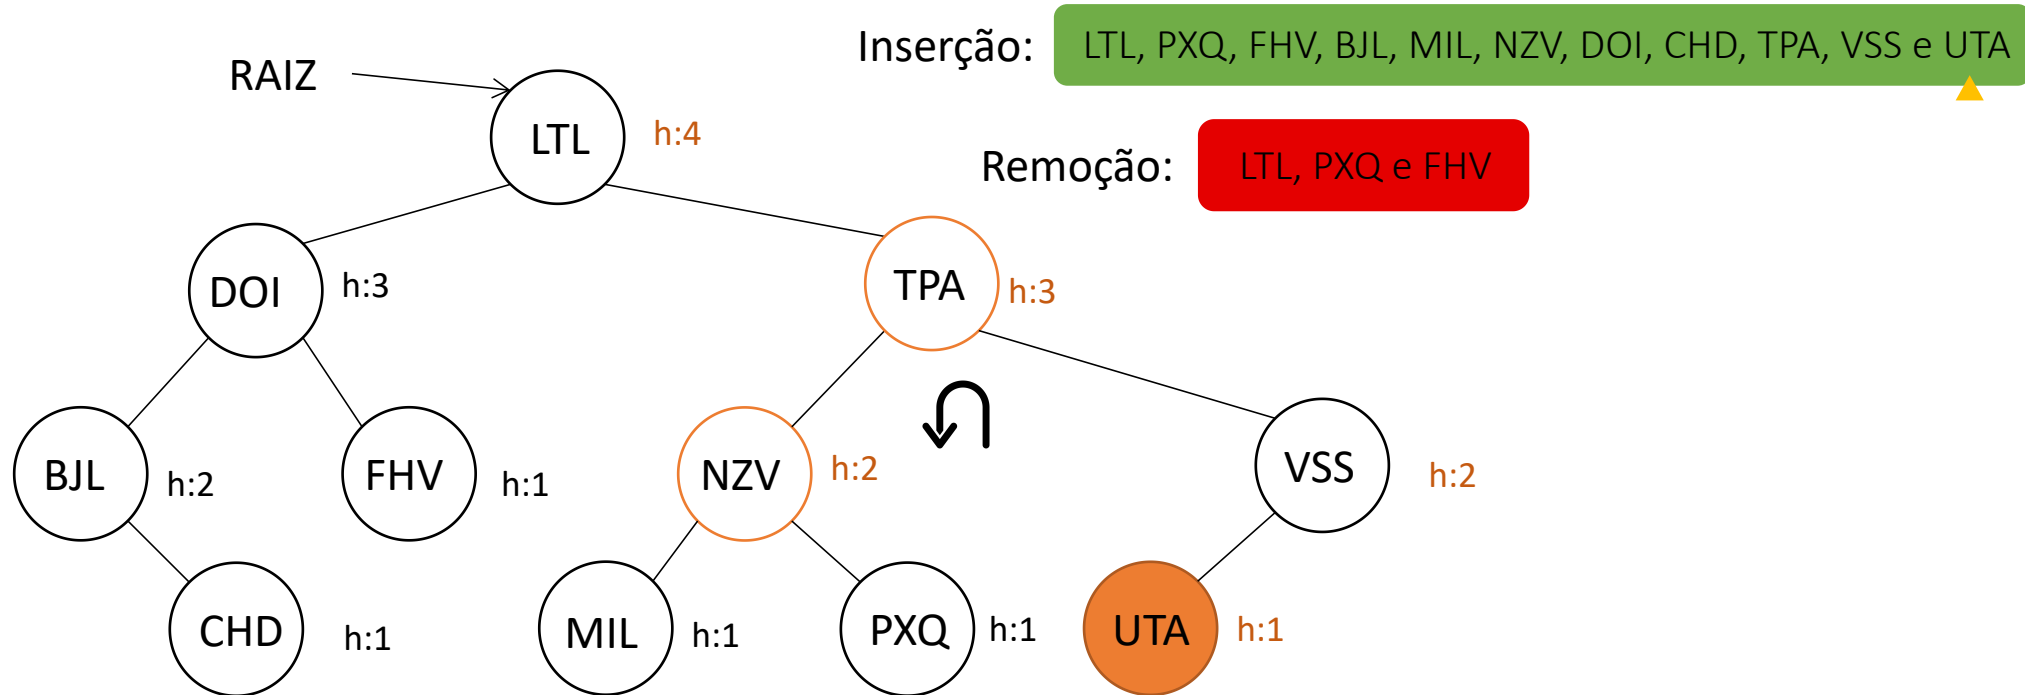 Inserção: LTL, PXQ, FHV, BJL, MIL, NZV, DOI, CHD, TPA, VSS e UTA
RAIZ
LTL h:4
Remoção: LTL, PXQ e FHV
DOI h:3
TPA h:3
BJL h:2
FHV h:1
NZV h:2
VSS h:2
CHD h:1
MIL h:1
PXQ h:1
UTA h:1